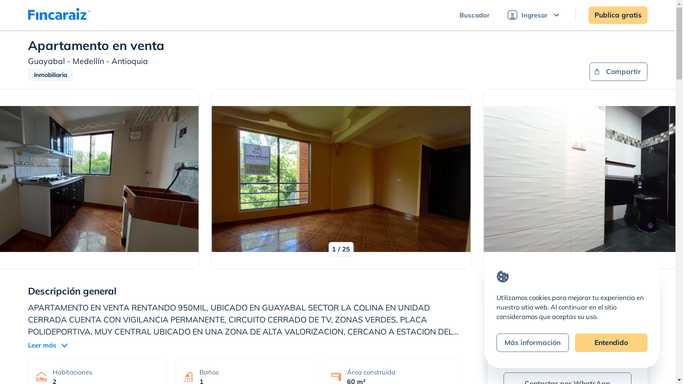 Fincaraiz
Buscador
Ingresar
Publica gratis
Apartamento en venta
Guayabal - Medellín - Antioquia
Inmobiliaria
Compartir
1 / 25
Descripción general
APARTAMENTO EN VENTA RENTANDO 950MIL, UBICADO EN GUAYABAL SECTOR LA COLINA EN UNIDAD
CERRADA CUENTA CON VIGILANCIA PERMANENTE, CIRCUITO CERRADO DE TV, ZONAS VERDES, PLACA
POLIDEPORTIVA, MUY CENTRAL UBICADO EN UNA ZONA DE ALTA VALORIZACION, CERCANO A ESTACION DEL...
Leer más
Habitaciones
2
Baños
1
Área construida
60 m²
Utilizamos cookies para mejorar tu experiencia en
nuestro sitio web. Al continuar en el sitio
consideramos que aceptas su uso.
Más información
Entendido
Contactar por WhatsApp